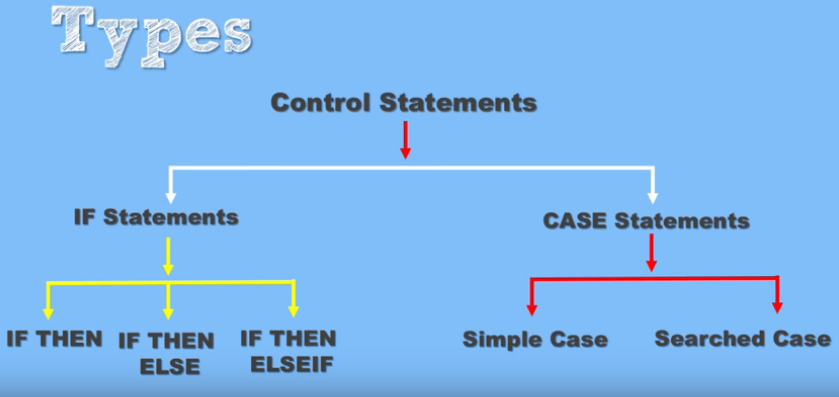 Types
Control Statements
IF Statements
CASE Statements
IF THEN
IF THEN
ELSE
IF THEN
ELSEIF
Simple Case
Searched Case